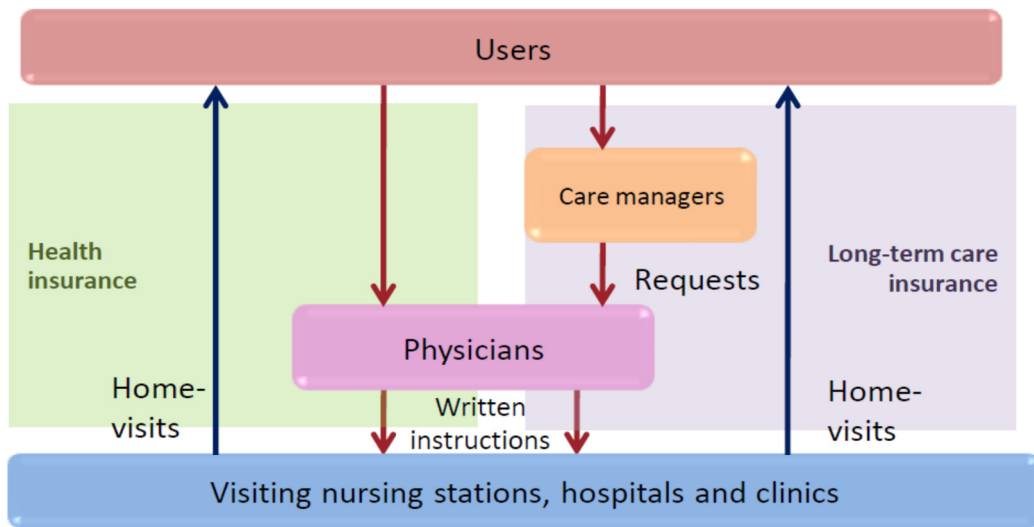 Users
Care managers
Health
insurance
Long-term care
insurance
Requests
Physicians
Home-
visits
Written
instructions
Home-
visits
Visiting nursing stations, hospitals and clinics